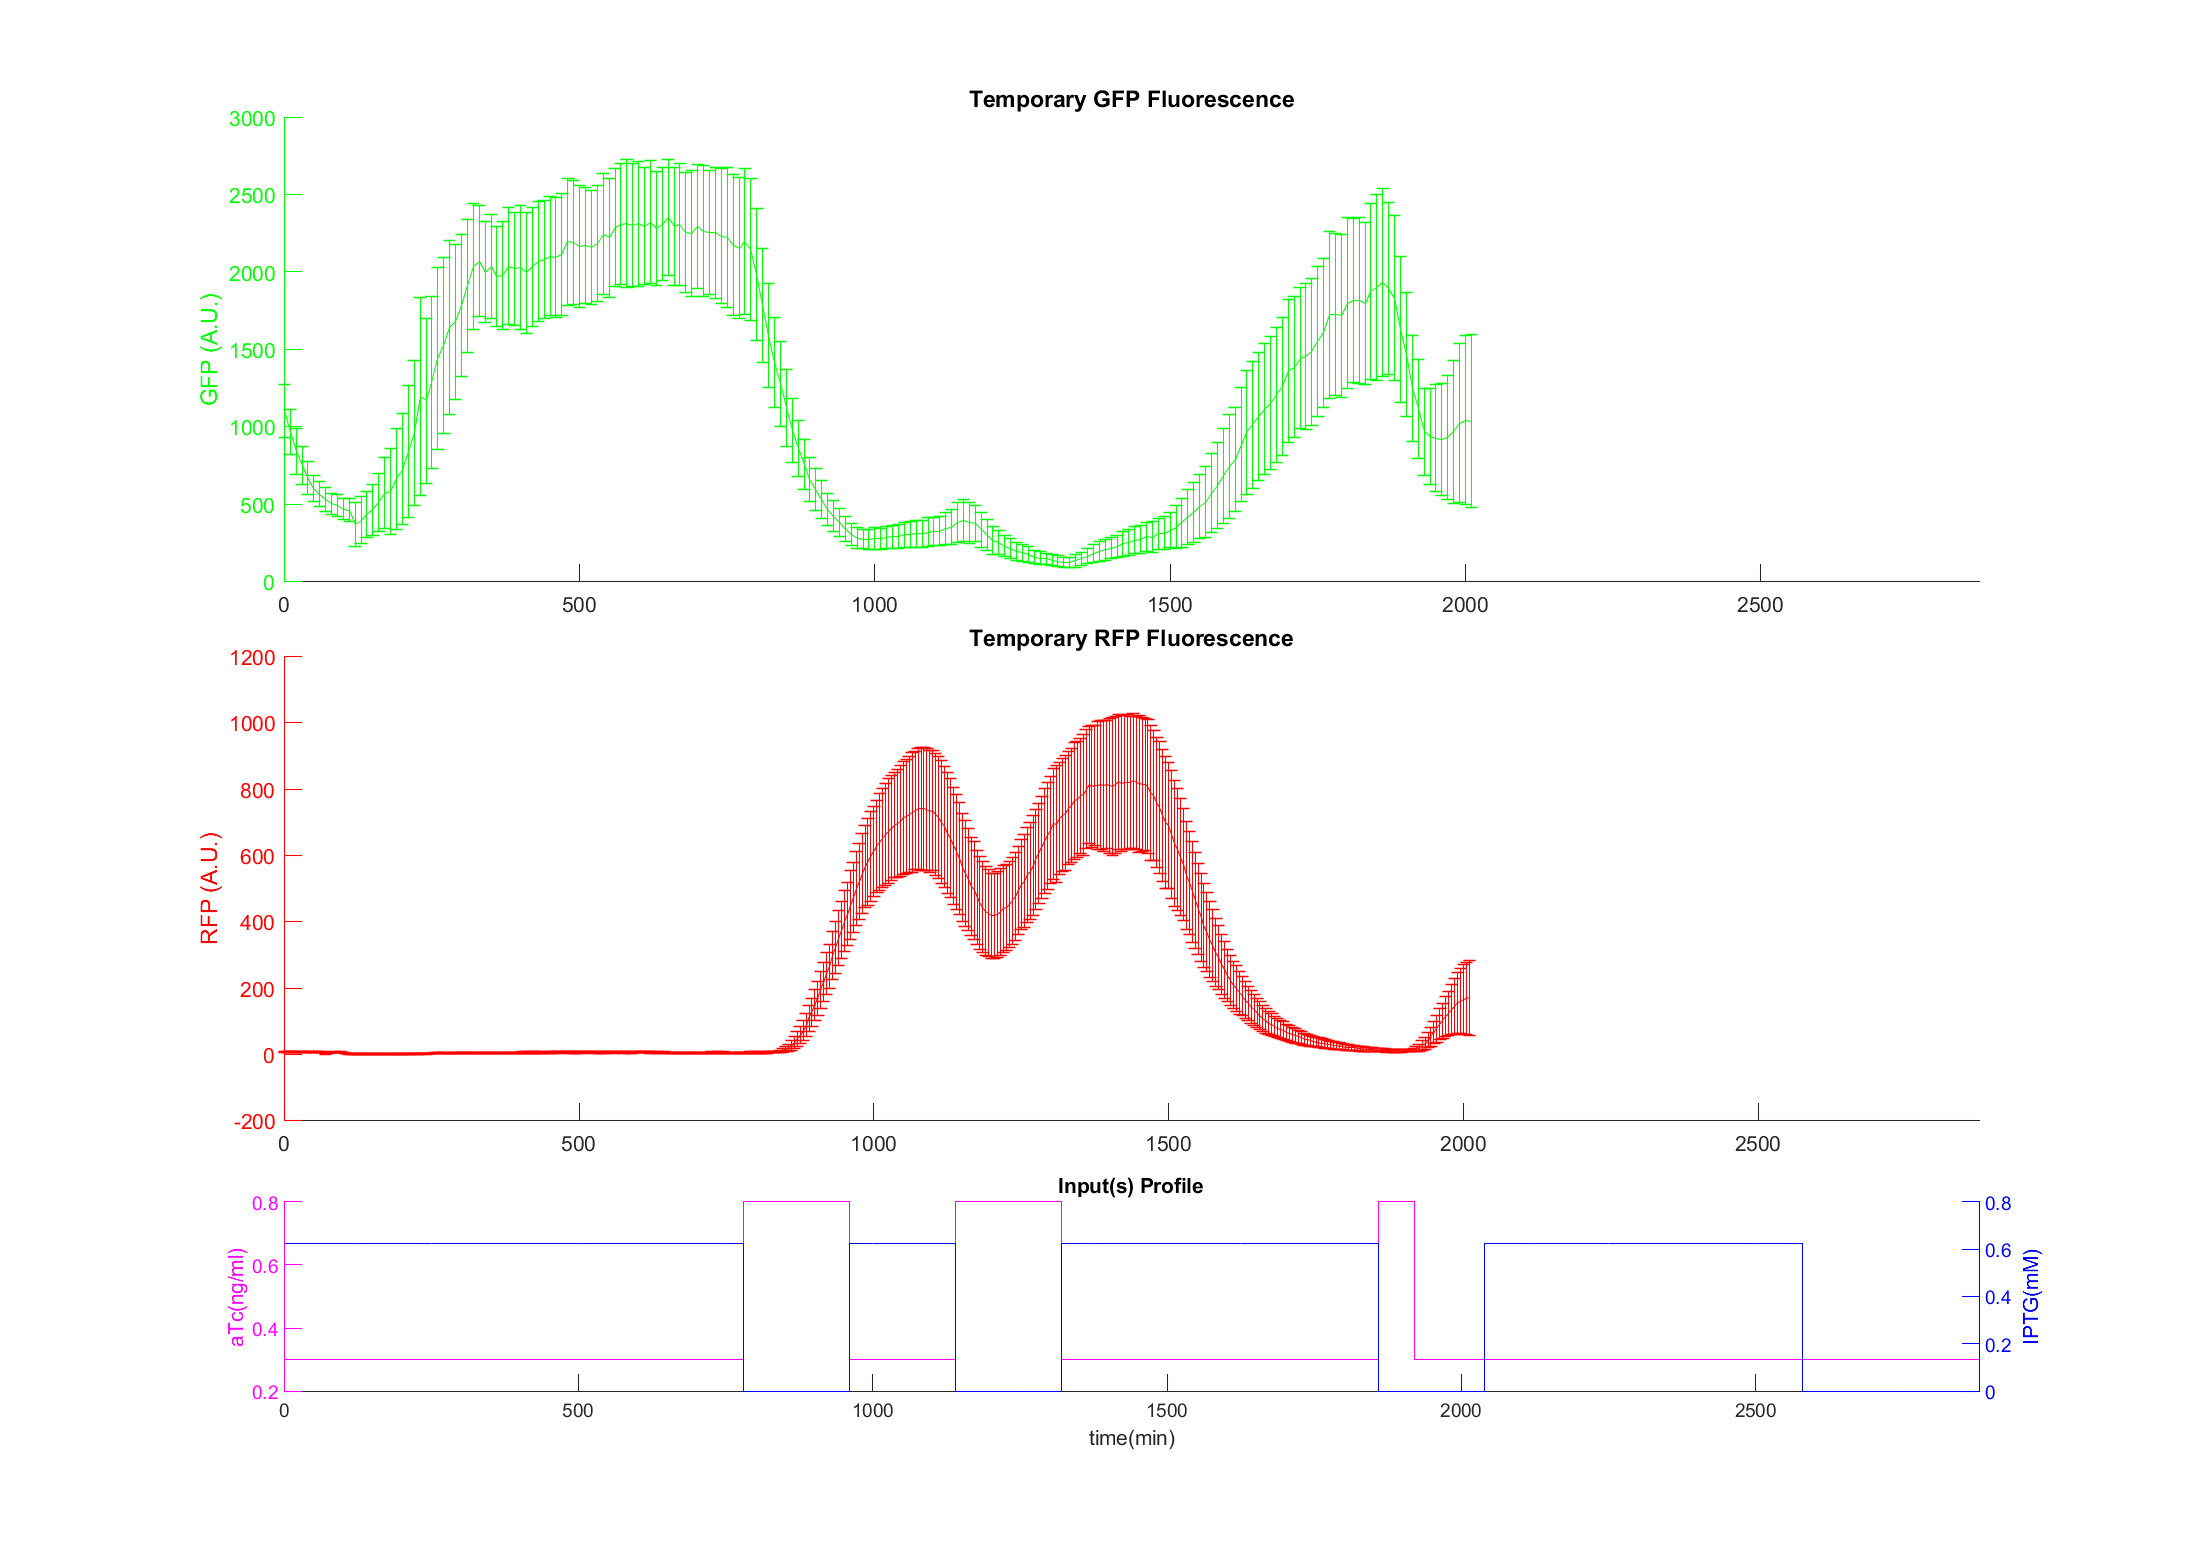 Temporary GFP Fluorescence
3000
2500
2000
1500
1000
500
0
GFP (A.U.)
0 500 1000 1500 2000 2500
Temporary RFP Fluorescence
1200
1000
800
600
400
200
0
-200
RFP (A.U.)
0 500 1000 1500 2000 2500
Input(s) Profile
0.8 0.8
0.6 0.6
0.4 0.4
0.2
0.2 0
aTc(ng/ml)
IPTG(mM)
0 500 1000 1500 2000 2500
time(min)